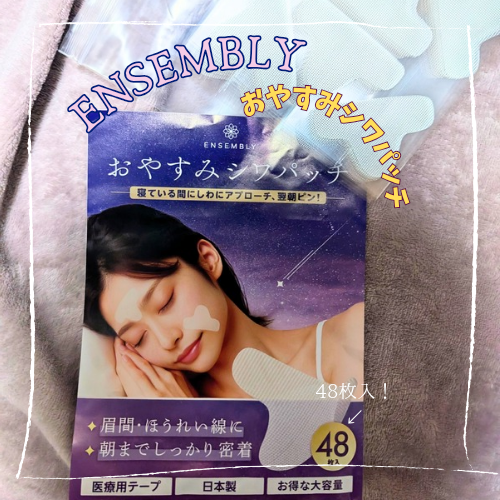 ENSEMBLY
おやすみシワパッチ
ENSEMBLY
おやすみシワパッチ
寝ている間にしわにアプローチ、翌朝ピン!
48枚入!
眉間・ほうれい線に
朝までしっかり密着
48
枚入
医療用テープ
日本製
お得な大容量